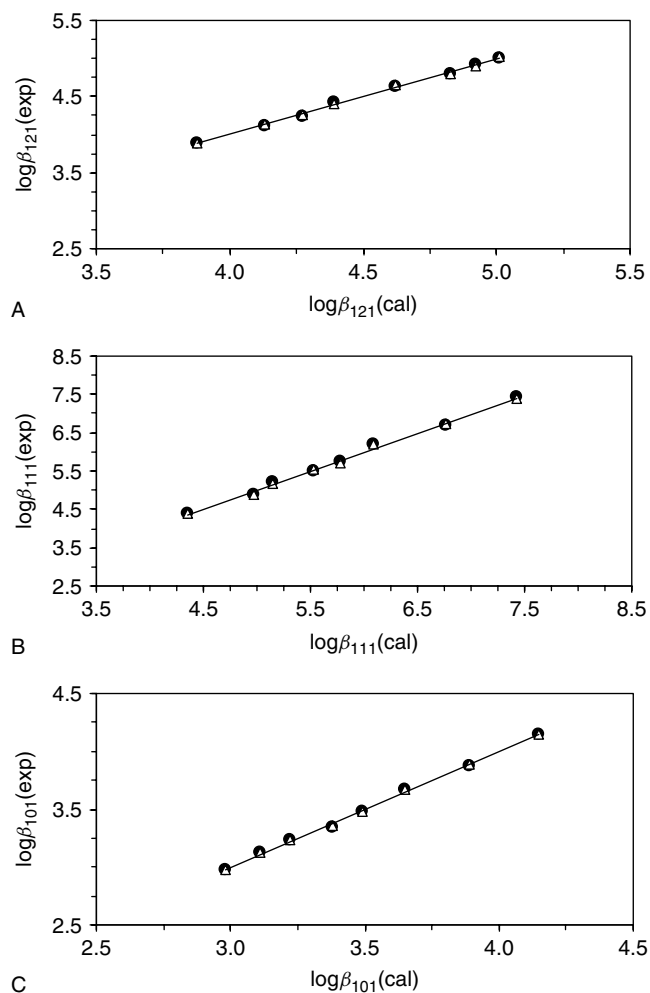 5.5
4.5
3.5
2.5
logβ121(exp)
3.5 4.0 4.5 5.0 5.5
logβ121(cal)
A
8.5
7.5
6.5
5.5
4.5
3.5
2.5
logβ111(exp)
3.5 4.5 5.5 6.5 7.5 8.5
logβ111(cal)
B
4.5
3.5
2.5
logβ101(exp)
2.5 3.0 3.5 4.0 4.5
logβ101(cal)
C